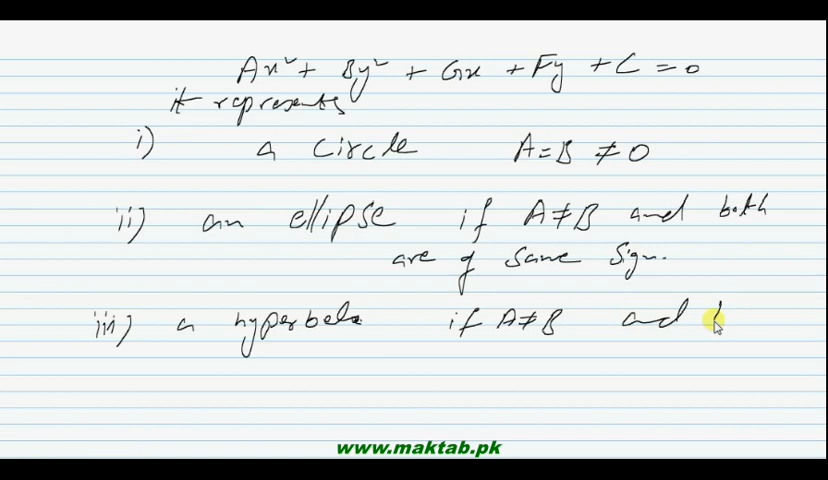 Ax² + By² + Gx + Fy + C = 0
it represents
i) a circle A = B ≠ 0
ii) an ellipse if A ≠ B and both
are of same sign.
iii) a hyperbola if A ≠ B and b
www.maktab.pk